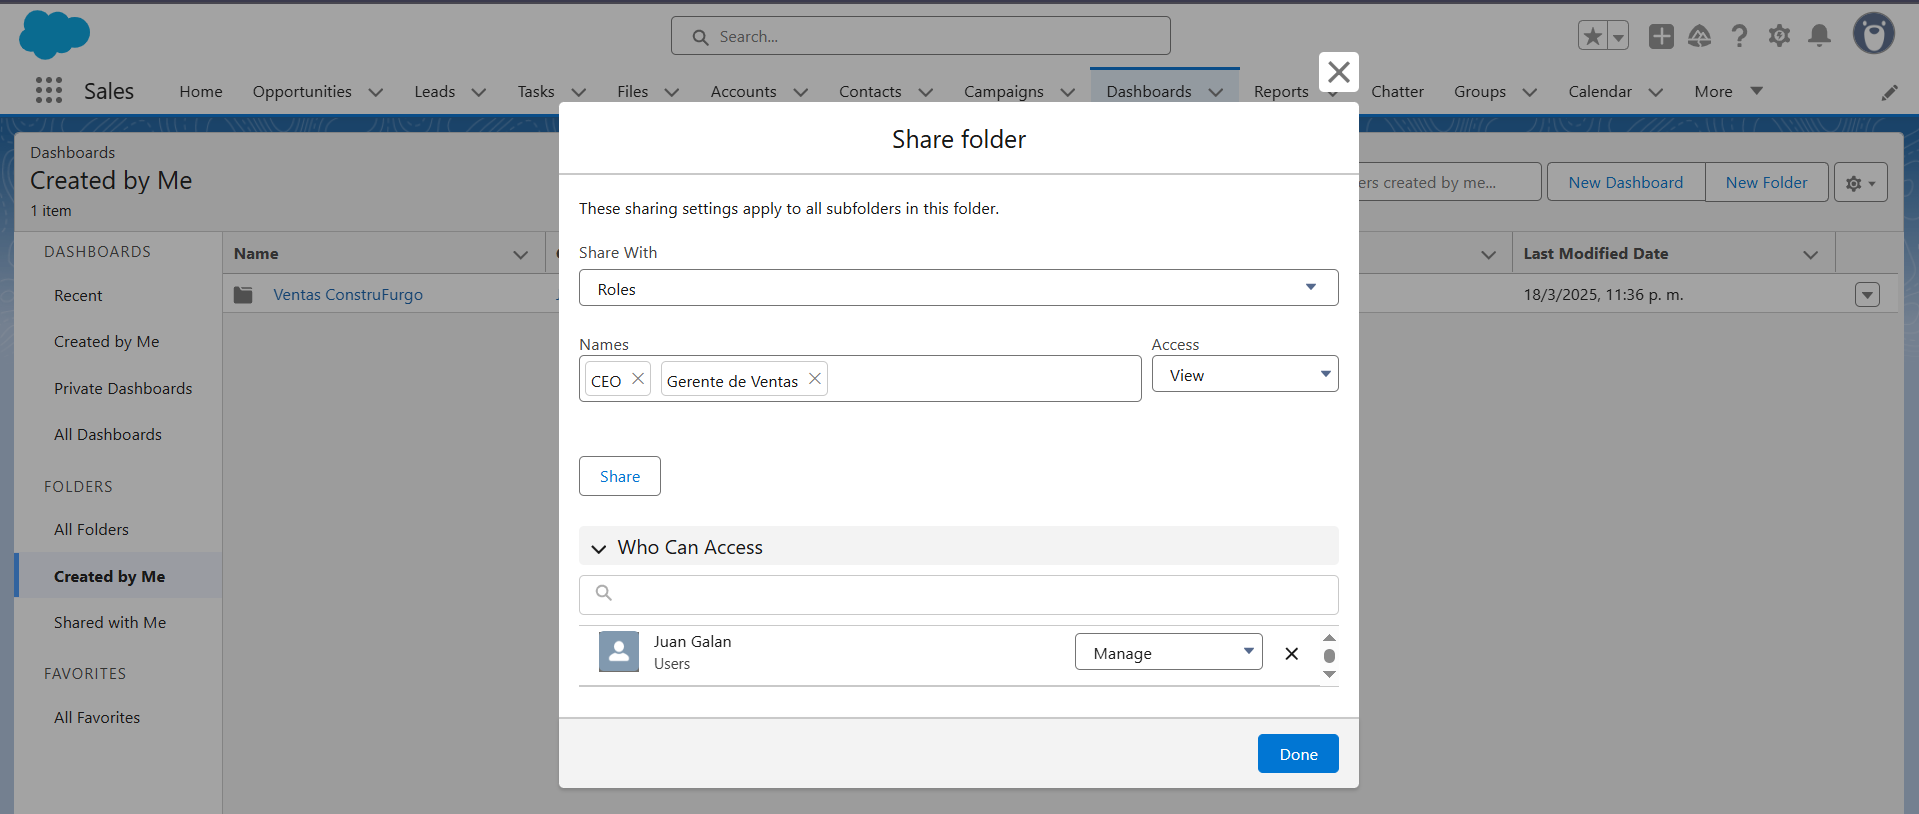 Search...
Sales
Home
Opportunities
Leads
Tasks
Files
Accounts
Contacts
Campaigns
Dashboards
Reports
Chatter
Groups
Calendar
More
Dashboards
Created by Me
1 item
ers created by me...
New Dashboard
New Folder
DASHBOARDS
Recent
Created by Me
Private Dashboards
All Dashboards
FOLDERS
All Folders
Created by Me
Shared with Me
FAVORITES
All Favorites
Name
Last Modified Date
Ventas ConstruFurgo
18/3/2025, 11:36 p. m.
Share folder
These sharing settings apply to all subfolders in this folder.
Share With
Roles
Names
Access
CEO
Gerente de Ventas
View
Share
Who Can Access
Juan Galan
Users
Manage
Done